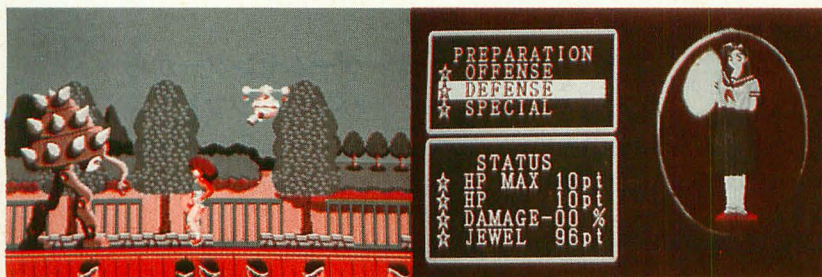 PREPARATION
☆ OFFENSE
☆ DEFENSE
☆ SPECIAL
STATUS
☆ HP MAX 10pt
☆ HP 10pt
☆ DAMAGE-00 %
☆ JEWEL 96pt